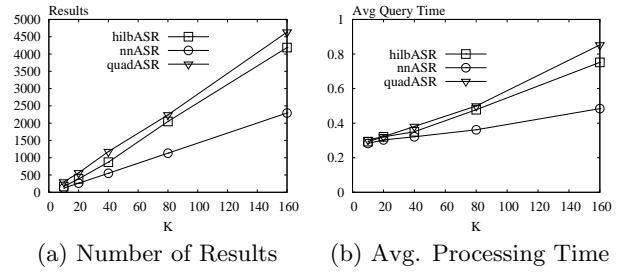 Results
5000
4500
4000
3500
3000
2500
2000
1500
1000
500
0
hilbASR
nnASR
quadASR
0 20 40 60 80 100 120 140 160
K
(a) Number of Results
Avg Query Time
1
0.8
0.6
0.4
0.2
0
hilbASR
nnASR
quadASR
0 20 40 60 80 100 120 140 160
K
(b) Avg. Processing Time